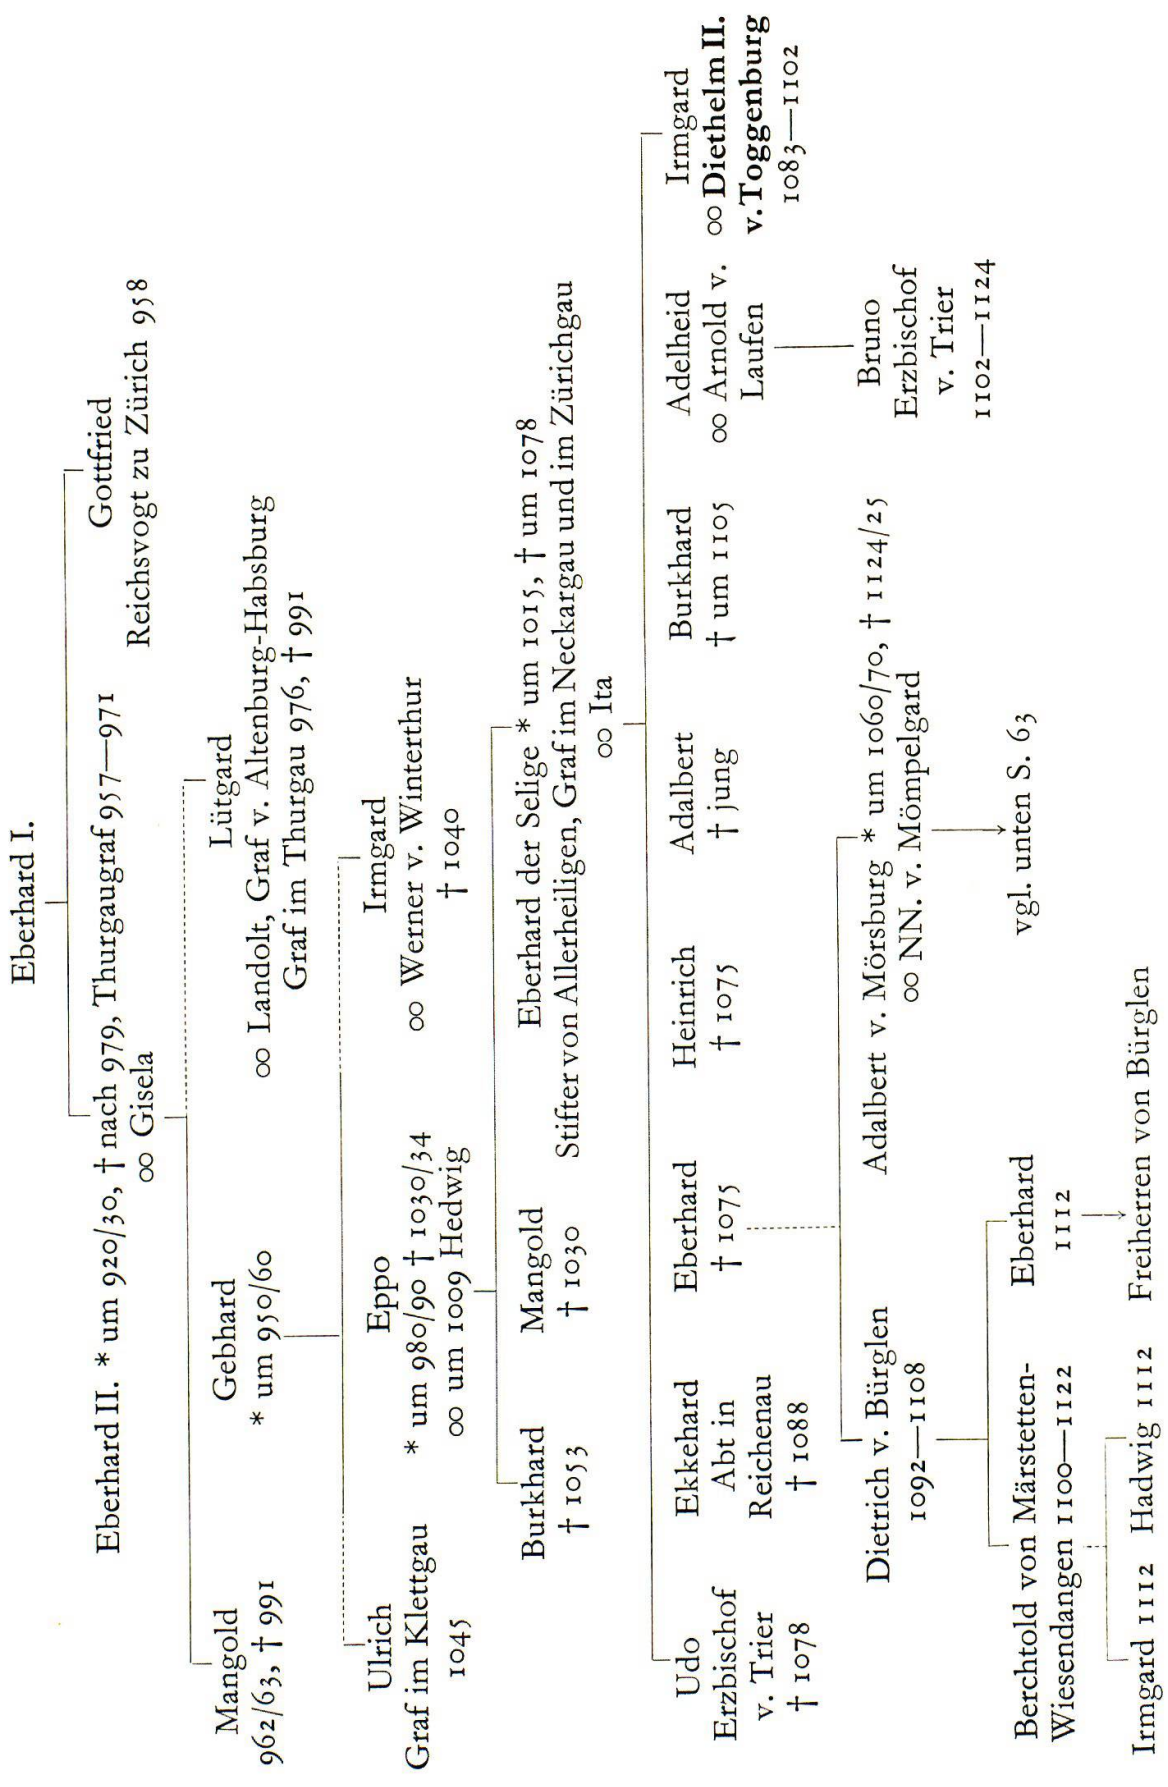 Eberhard I.
Eberhard II. * um 920/30, † nach 979, Thurgaugraf 957—971
∞ Gisela
Gottfried
Reichsvogt zu Zürich 958
Mangold
962/63, † 991
Gebhard
* um 950/60
Lütgard
∞ Landolt, Graf v. Altenburg-Habsburg
Graf im Thurgau 976, † 991
Ulrich
Graf im Klettgau
1045
Eppo
* um 980/90 † 1030/34
∞ um 1009 Hedwig
Irmgard
∞ Werner v. Winterthur
† 1040
Burkhard
† 1053
Mangold
† 1030
Eberhard der Selige * um 1015, † um 1078
Stifter von Allerheiligen, Graf im Neckargau und im Zürichgau
∞ Ita
Udo
Erzbischof
v. Trier
† 1078
Ekkehard
Abt in
Reichenau
† 1088
Eberhard
† 1075
Heinrich
† 1075
Adalbert
† jung
Burkhard
† um 1105
Adelheid
∞ Arnold v.
Laufen
Irmgard
∞ Diethelm II.
v. Toggenburg
1083—1102
Dietrich v. Bürglen
1092—1108
Adalbert v. Mörsburg * um 1060/70, † 1124/25
∞ NN. v. Mömpelgard
Bruno
Erzbischof
v. Trier
1102—1124
Berchtold von Märstetten-
Wiesendangen 1100—1122
Eberhard
1112
vgl. unten S. 63
Irmgard 1112 Hadwig 1112 Freiherren von Bürglen